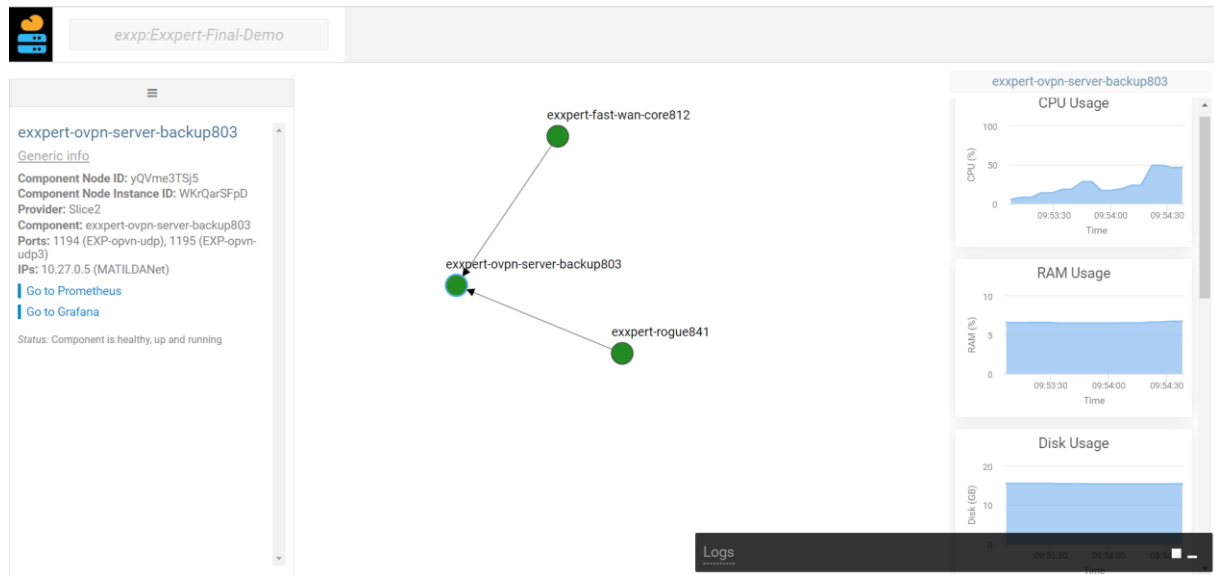 exxp:Exxpert-Final-Demo
exxpert-ovpn-server-backup803
Generic info
Component Node ID: yQVme3TSj5
Component Node Instance ID: WKrQarSFpD
Provider: Slice2
Component: exxpert-ovpn-server-backup803
Ports: 1194 (EXP-opvn-udp), 1195 (EXP-opvn-
udp3)
IPs: 10.27.0.5 (MATILDANet)
Go to Prometheus
Go to Grafana
Status: Component is healthy, up and running
exxpert-fast-wan-core812
exxpert-ovpn-server-backup803
exxpert-rogue841
exxpert-ovpn-server-backup803
CPU Usage
100
50
0
CPU (%)
09:53:30 09:54:00 09:54:30
Time
RAM Usage
10
5
0
RAM (%)
09:53:30 09:54:00 09:54:30
Time
Disk Usage
20
10
0
Disk (GB)
09:53:30 09:54:00 09:5
Time
Logs